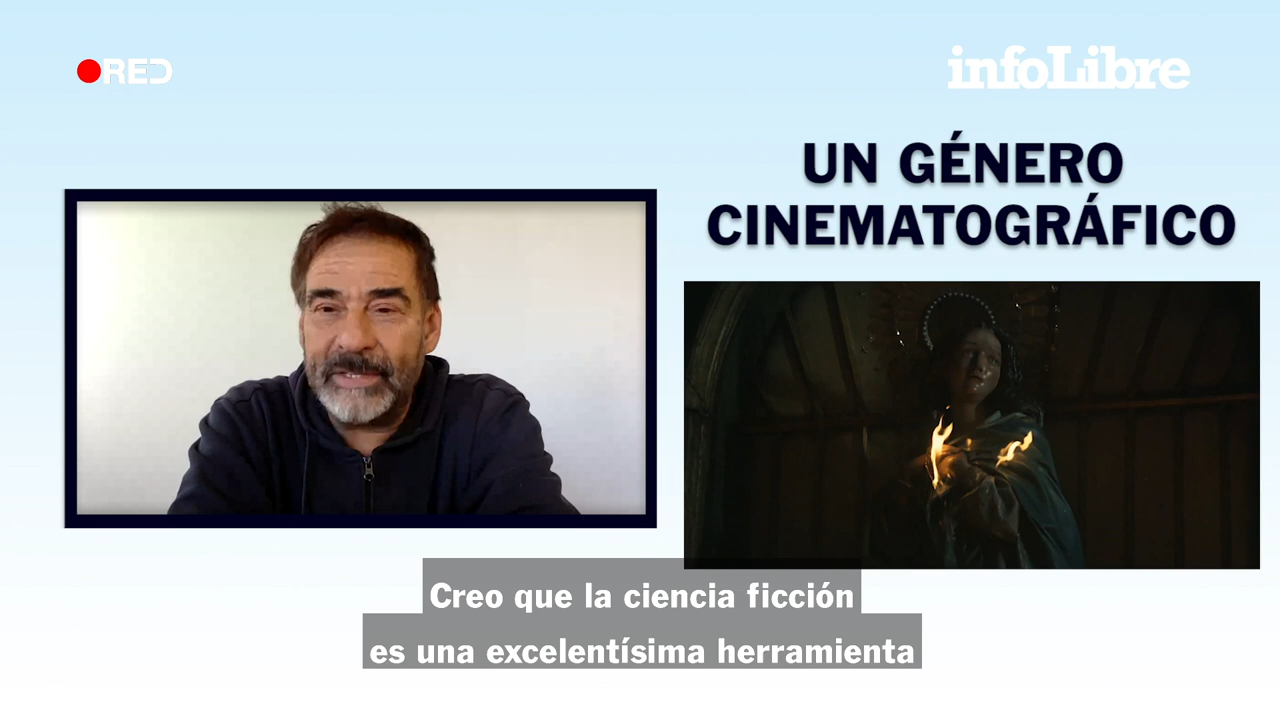 RED
infoLibre
UN GÉNERO
CINEMATOGRÁFICO
Creo que la ciencia ficción
es una excelentísima herramienta